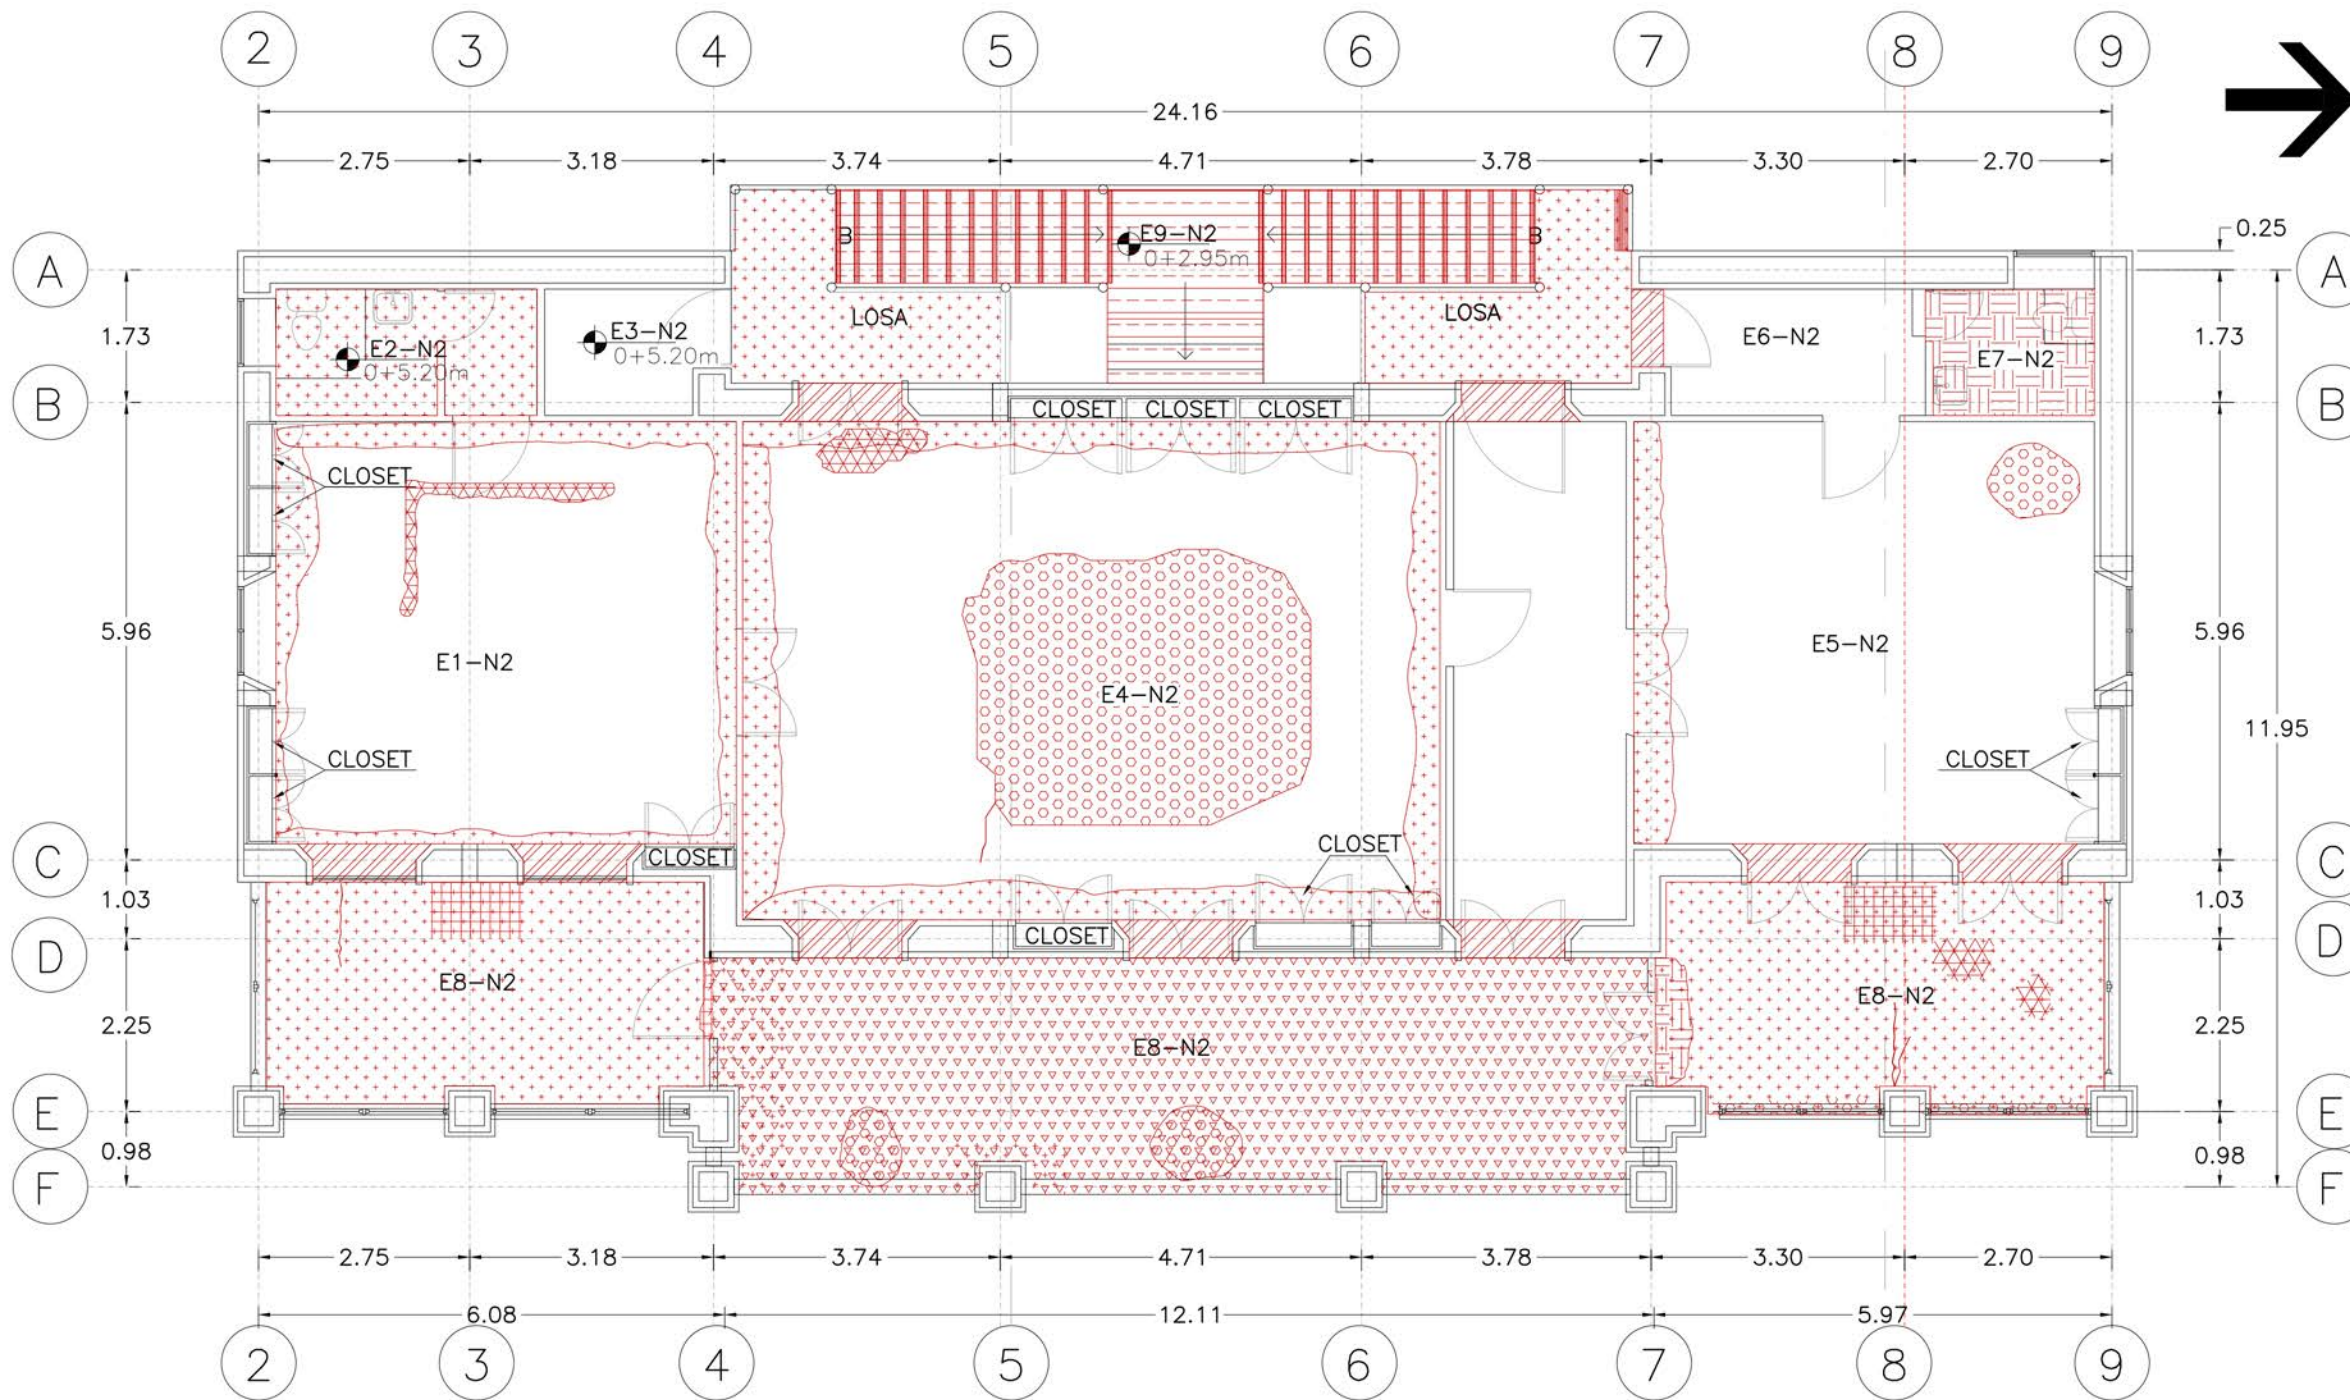 2 3 4 5 6 7 8 9
24.16
2.75 3.18 3.74 4.71 3.78 3.30 2.70
0.25
A A
B E9-N2 B
0+2.95m
1.73 E2-N2 E3-N2 LOSA LOSA E6-N2 E7-N2 1.73
0+5.20m 0+5.20m
B CLOSET CLOSET CLOSET B
CLOSET
5.96 E1-N2 E4-N2 E5-N2 5.96
11.95
CLOSET CLOSET
C CLOSET CLOSET C
1.03 1.03
D CLOSET D
2.25 E8-N2 E8-N2 E8-N2 2.25
E E
0.98 0.98
F F
2.75 3.18 3.74 4.71 3.78 3.30 2.70
6.08 12.11 5.97
2 3 4 5 6 7 8 9